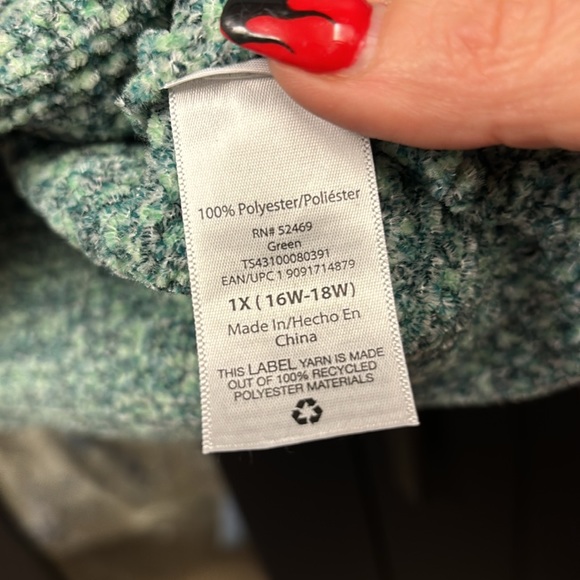 100% Polyester/Poliéster
RN# 52469
Green
TS43100080391
EAN/UPC 1 9091714879
1X ( 16W-18W)
Made In/Hecho En
China
THIS LABEL YARN IS MADE
OUT OF 100% RECYCLED
POLYESTER MATERIALS